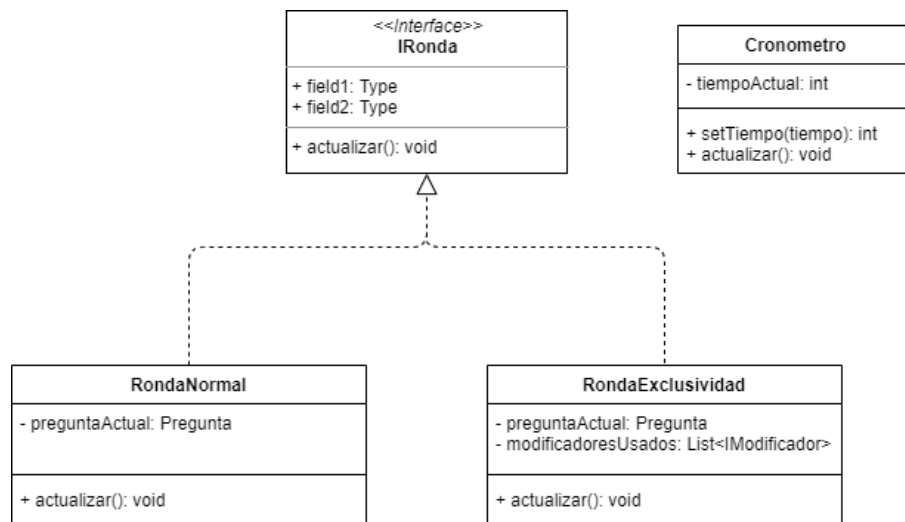 <<Interface>>
IRonda
+ field1: Type
+ field2: Type
+ actualizar(): void
Cronometro
- tiempoActual: int
+ setTiempo(tiempo): int
+ actualizar(): void
RondaNormal
- preguntaActual: Pregunta
+ actualizar(): void
RondaExclusividad
- preguntaActual: Pregunta
- modificadoresUsados: List<IModificador>
+ actualizar(): void